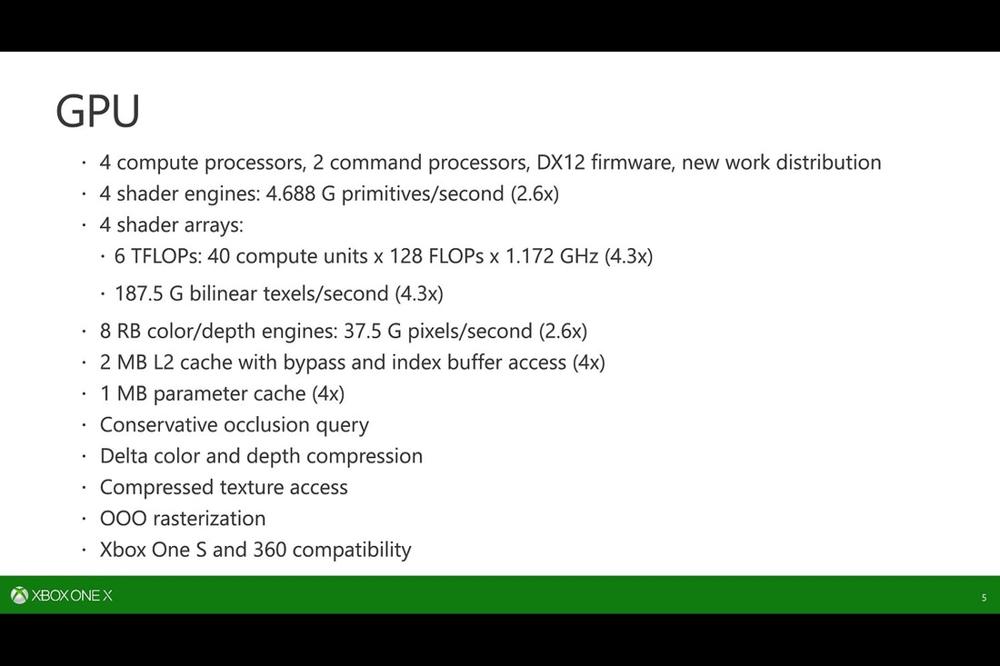 GPU
· 4 compute processors, 2 command processors, DX12 firmware, new work distribution
· 4 shader engines: 4.688 G primitives/second (2.6x)
· 4 shader arrays:
· 6 TFLOPs: 40 compute units x 128 FLOPs x 1.172 GHz (4.3x)
· 187.5 G bilinear texels/second (4.3x)
· 8 RB color/depth engines: 37.5 G pixels/second (2.6x)
· 2 MB L2 cache with bypass and index buffer access (4x)
· 1 MB parameter cache (4x)
· Conservative occlusion query
· Delta color and depth compression
· Compressed texture access
· OOO rasterization
· Xbox One S and 360 compatibility
XBOX ONE X
5